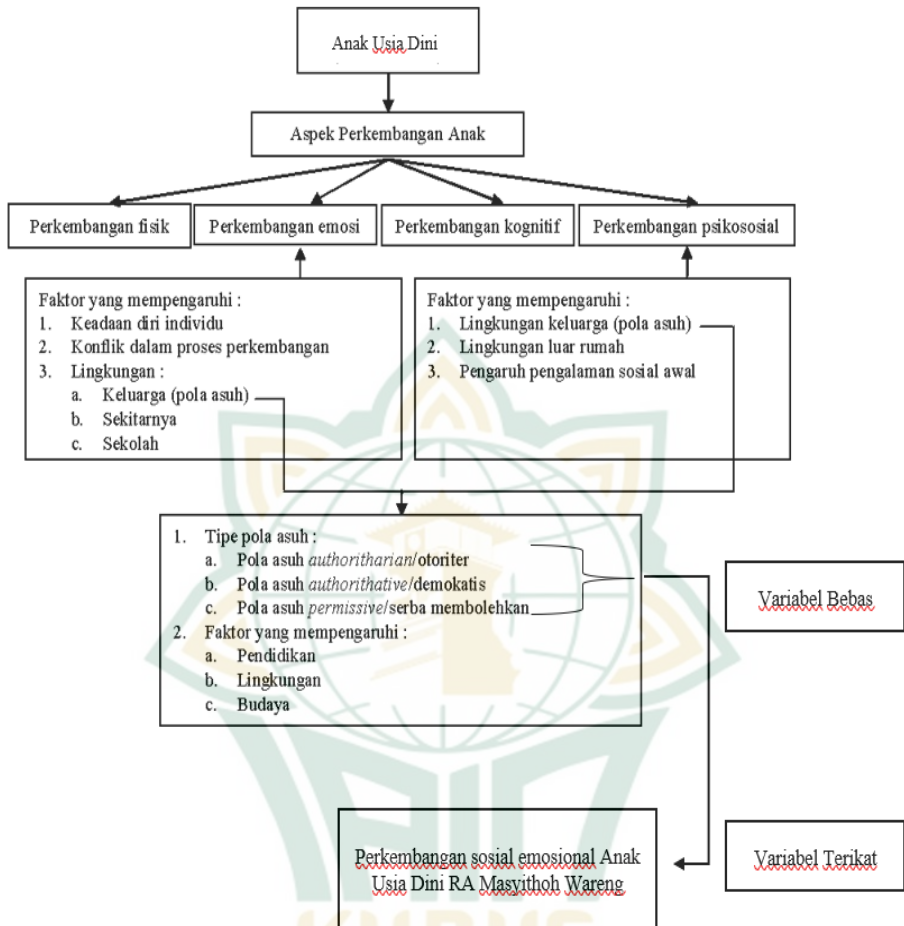 Anak Usia Dini
Aspek Perkembangan Anak
Perkembangan fisik
Perkembangan emosi
Perkembangan kognitif
Perkembangan psikososial
Faktor yang mempengaruhi :
1. Keadaan diri individu
2. Konflik dalam proses perkembangan
3. Lingkungan :
a. Keluarga (pola asuh)
b. Sekitarnya
c. Sekolah
Faktor yang mempengaruhi :
1. Lingkungan keluarga (pola asuh)
2. Lingkungan luar rumah
3. Pengaruh pengalaman sosial awal
1. Tipe pola asuh :
a. Pola asuh authoritharian/otoriter
b. Pola asuh authorithative/demokatis
c. Pola asuh permissive/serba membolehkan
2. Faktor yang mempengaruhi :
a. Pendidikan
b. Lingkungan
c. Budaya
Variabel Bebas
Perkembangan sosial emosional Anak
Usia Dini RA Masyithoh Wareng
Variabel Terikat
IAIN
KUDUS